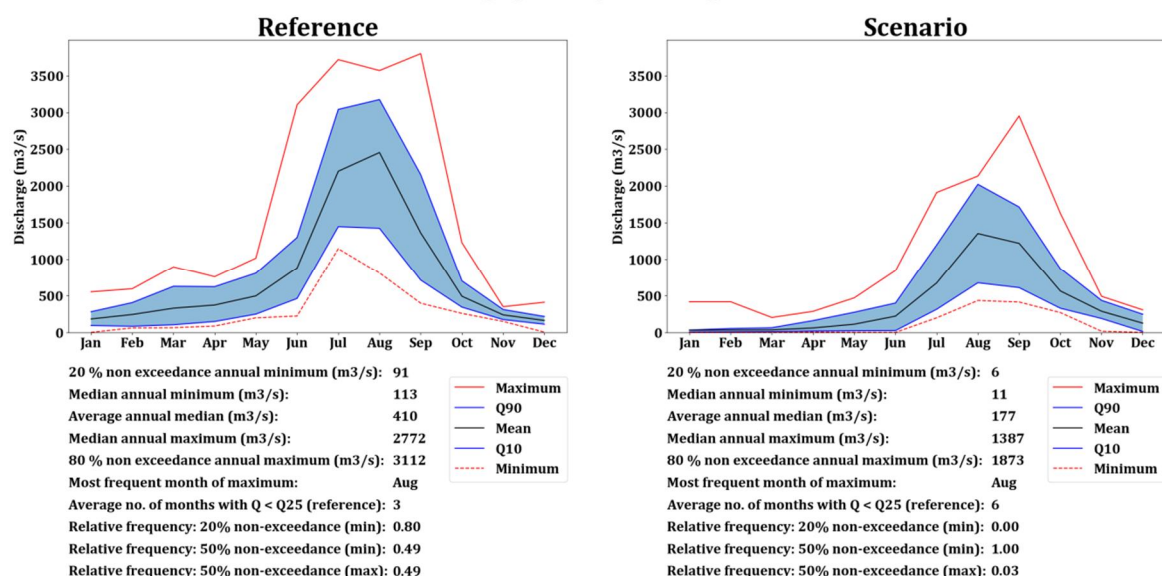 Reference
Discharge (m3/s)
3500
3000
2500
2000
1500
1000
500
0
Jan Feb Mar Apr May Jun Jul Aug Sep Oct Nov Dec
20 % non exceedance annual minimum (m3/s): 91
Median annual minimum (m3/s): 113
Average annual median (m3/s): 410
Median annual maximum (m3/s): 2772
80 % non exceedance annual maximum (m3/s): 3112
Most frequent month of maximum: Aug
Average no. of months with Q < Q25 (reference): 3
Relative frequency: 20% non-exceedance (min): 0.80
Relative frequency: 50% non-exceedance (min): 0.49
Relative frequency: 50% non-exceedance (max): 0.49
Maximum
Q90
Mean
Q10
Minimum
Scenario
Discharge (m3/s)
3500
3000
2500
2000
1500
1000
500
0
Jan Feb Mar Apr May Jun Jul Aug Sep Oct Nov Dec
20 % non exceedance annual minimum (m3/s): 6
Median annual minimum (m3/s): 11
Average annual median (m3/s): 177
Median annual maximum (m3/s): 1387
80 % non exceedance annual maximum (m3/s): 1873
Most frequent month of maximum: Aug
Average no. of months with Q < Q25 (reference): 6
Relative frequency: 20% non-exceedance (min): 0.00
Relative frequency: 50% non-exceedance (min): 1.00
Relative frequency: 50% non-exceedance (max): 0.03
Maximum
Q90
Mean
Q10
Minimum